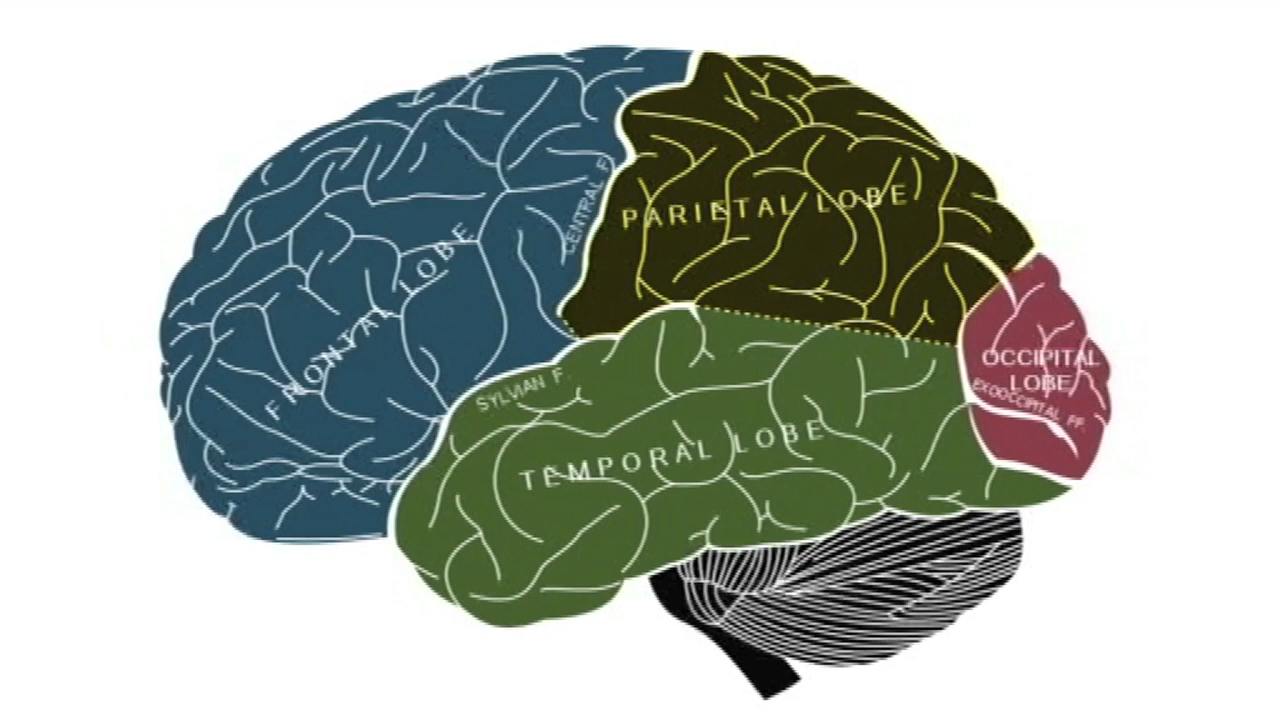 CENTRAL F.
PARIETAL LOBE
FRONTAL LOBE
OCCIPITAL
LOBE
EXOOCCIPITAL FF.
SYLVIAN F.
TEMPORAL LOBE